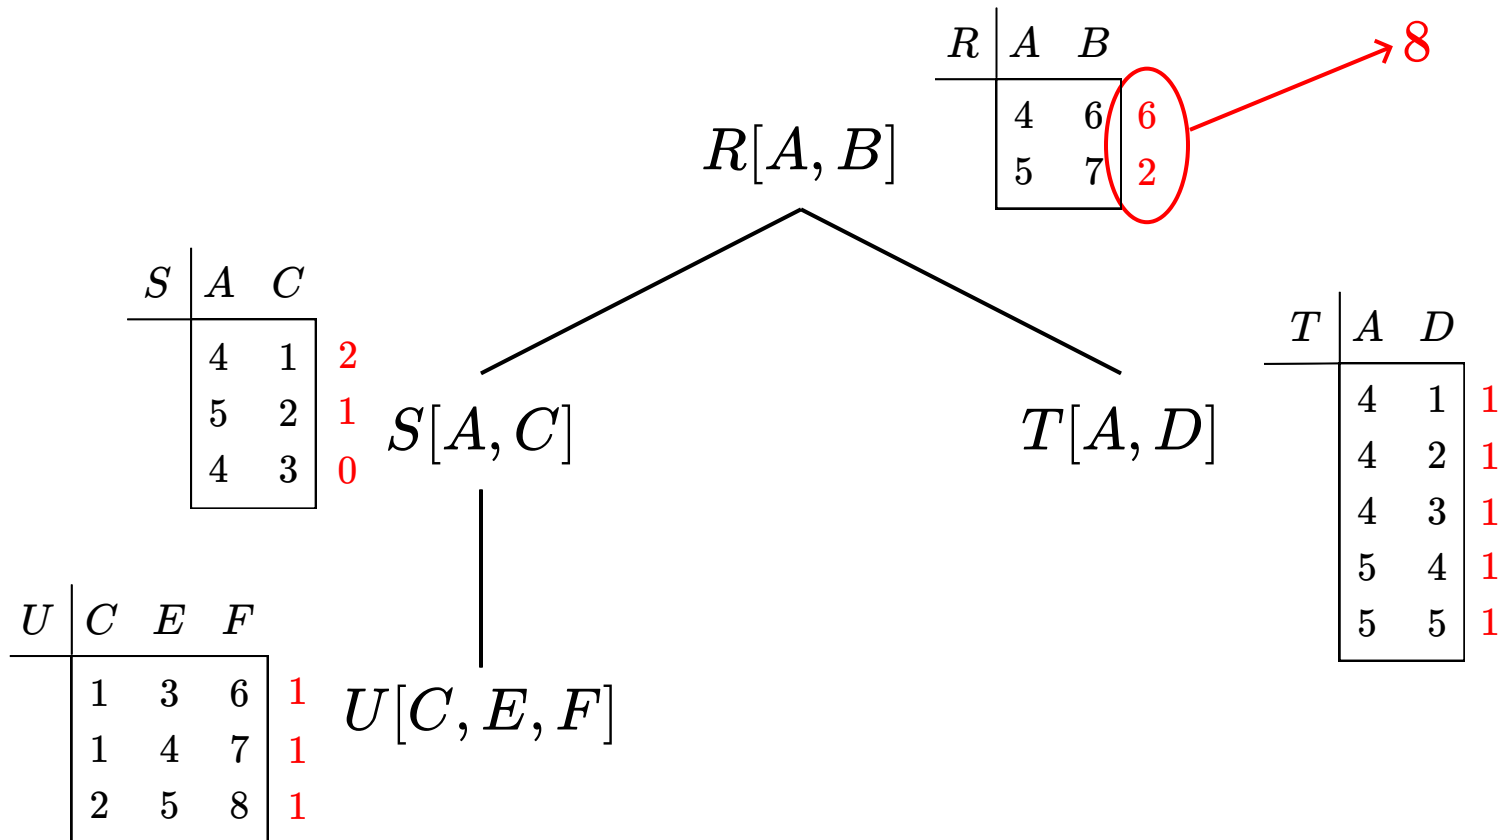 R A B
4 6 6
5 7 2
8
R[A, B]
S A C
4 1 2
5 2 1
4 3 0
S[A, C]
T[A, D]
T A D
4 1 1
4 2 1
4 3 1
5 4 1
5 5 1
U C E F
1 3 6 1
1 4 7 1
2 5 8 1
U[C, E, F]